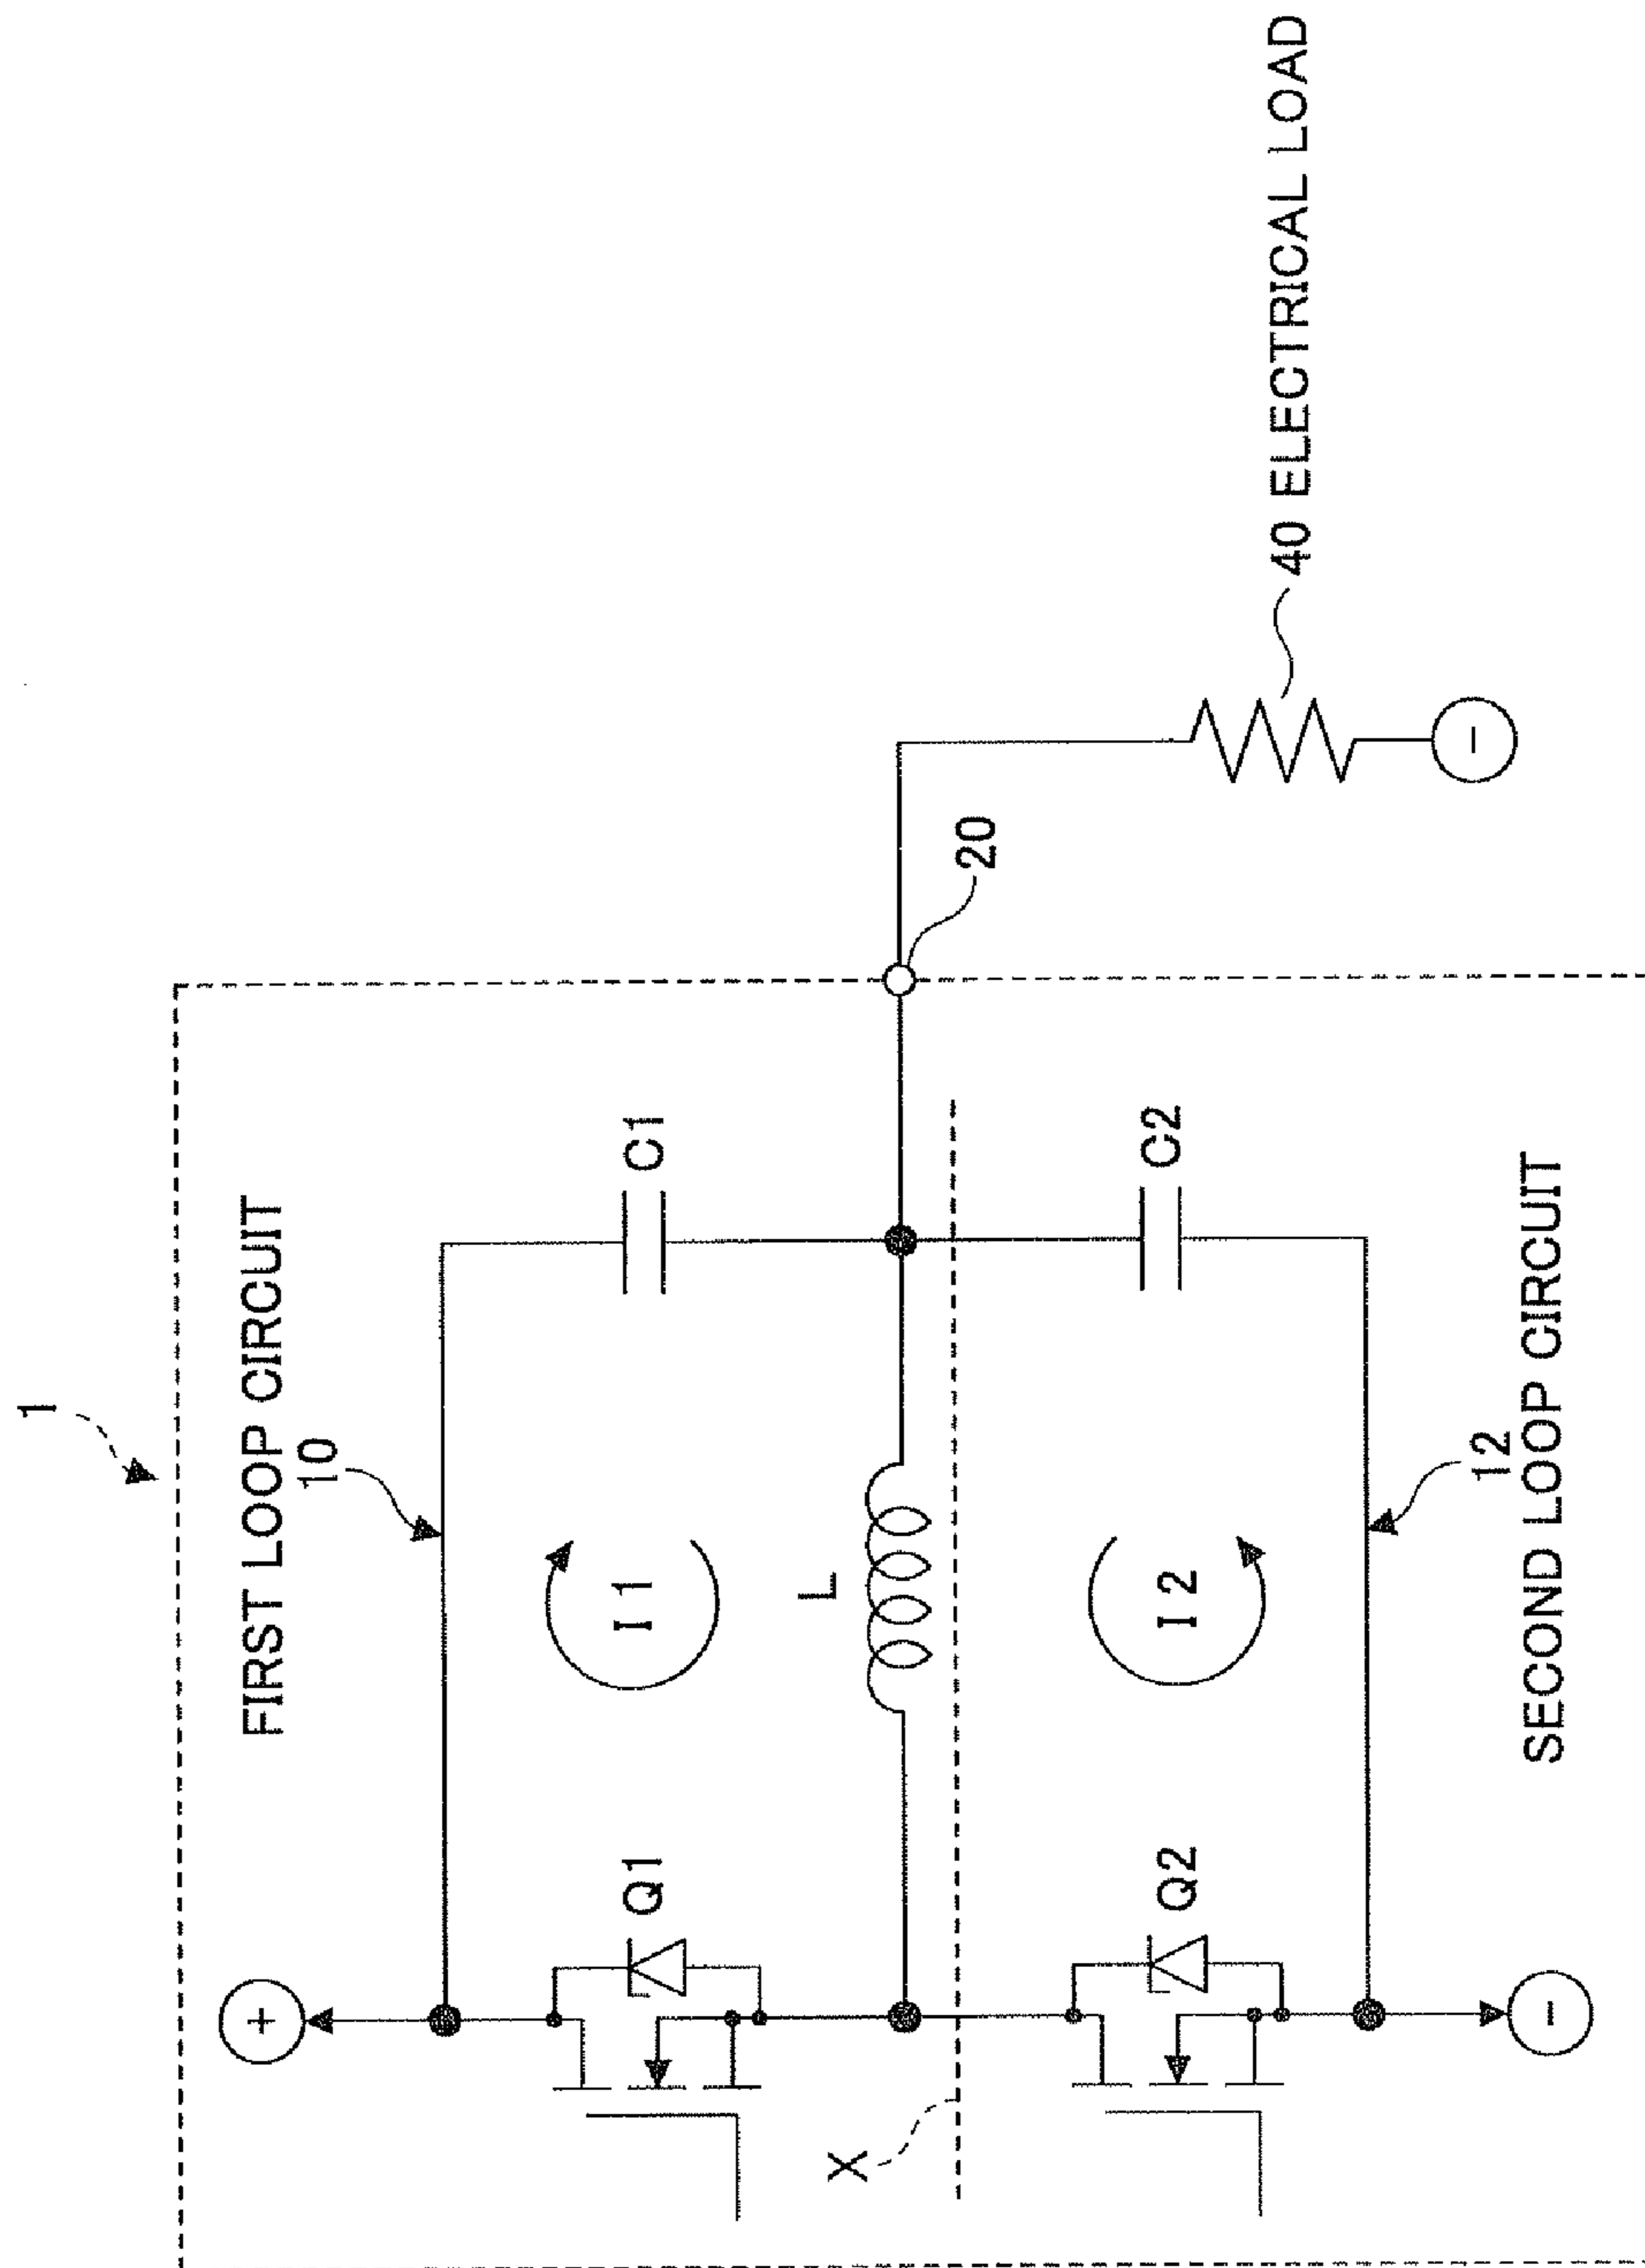 1
FIRST LOOP CIRCUIT
10
+
Q1
I1
C1
L
X
20
40 ELECTRICAL LOAD
Q2
I2
C2
12
SECOND LOOP CIRCUIT
−
−